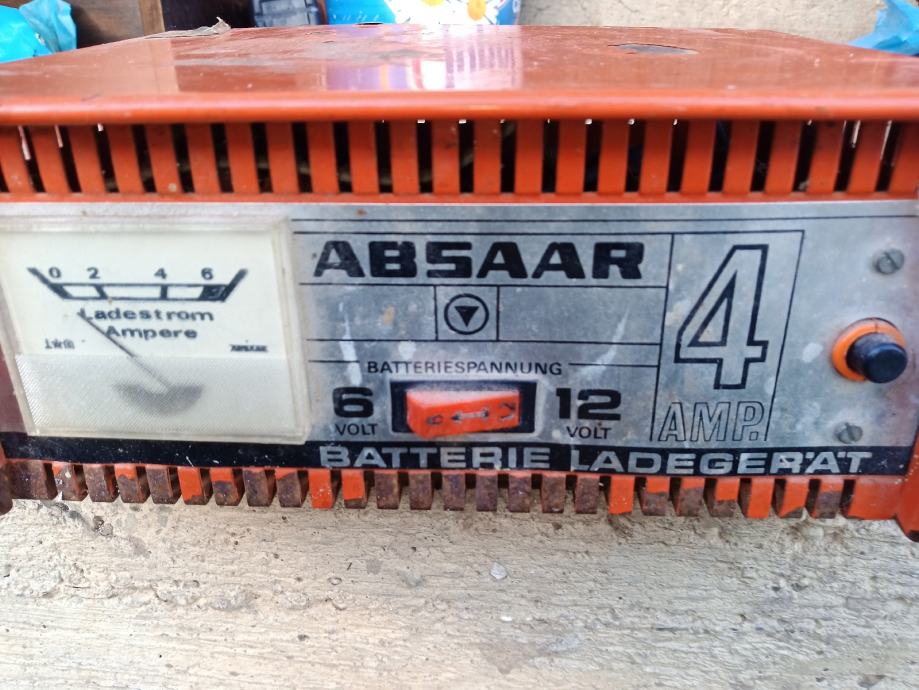 0 2 4 6
Ladestrom
Ampere
ABSAAR
4
AMP.
BATTERIESPANNUNG
6
VOLT
12
VOLT
BATTERIE LADEGERÄT